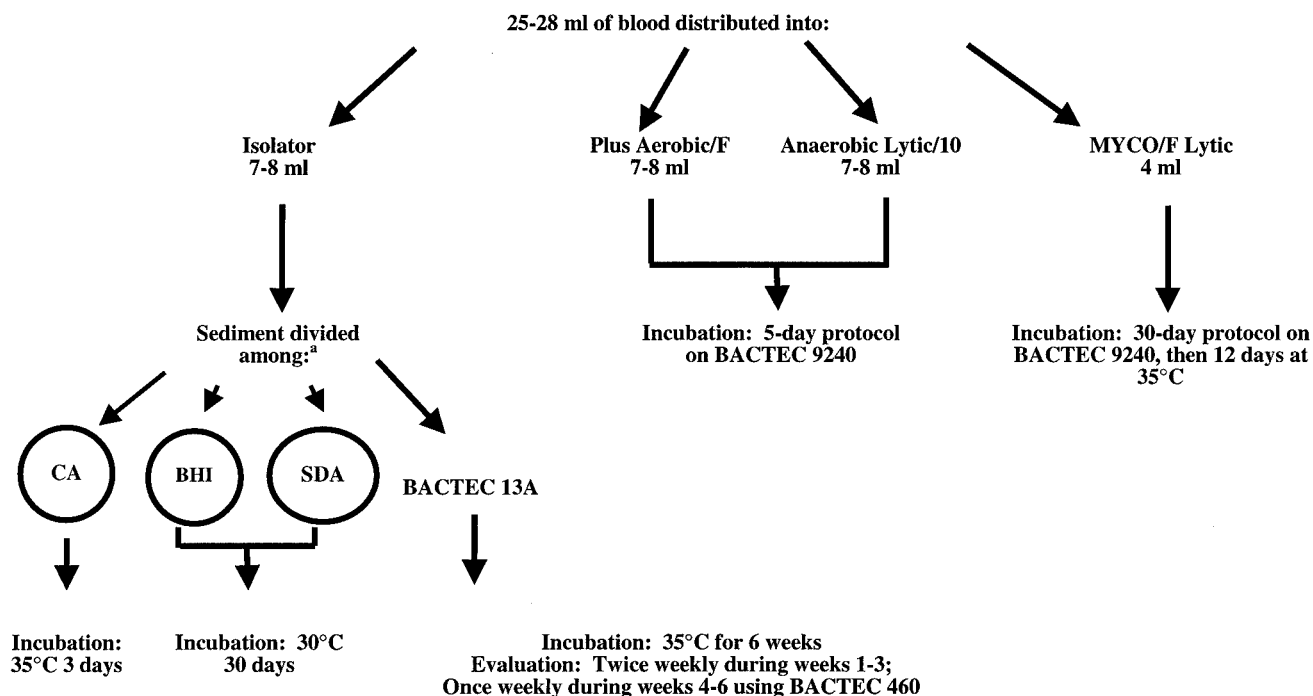 25-28 ml of blood distributed into:
Isolator
7-8 ml
Plus Aerobic/F
7-8 ml
Anaerobic Lytic/10
7-8 ml
MYCO/F Lytic
4 ml
Sediment divided
among:a
Incubation: 5-day protocol
on BACTEC 9240
Incubation: 30-day protocol on
BACTEC 9240, then 12 days at
35°C
CA
BHI
SDA
BACTEC 13A
Incubation:
35°C 3 days
Incubation: 30°C
30 days
Incubation: 35°C for 6 weeks
Evaluation: Twice weekly during weeks 1-3;
Once weekly during weeks 4-6 using BACTEC 460